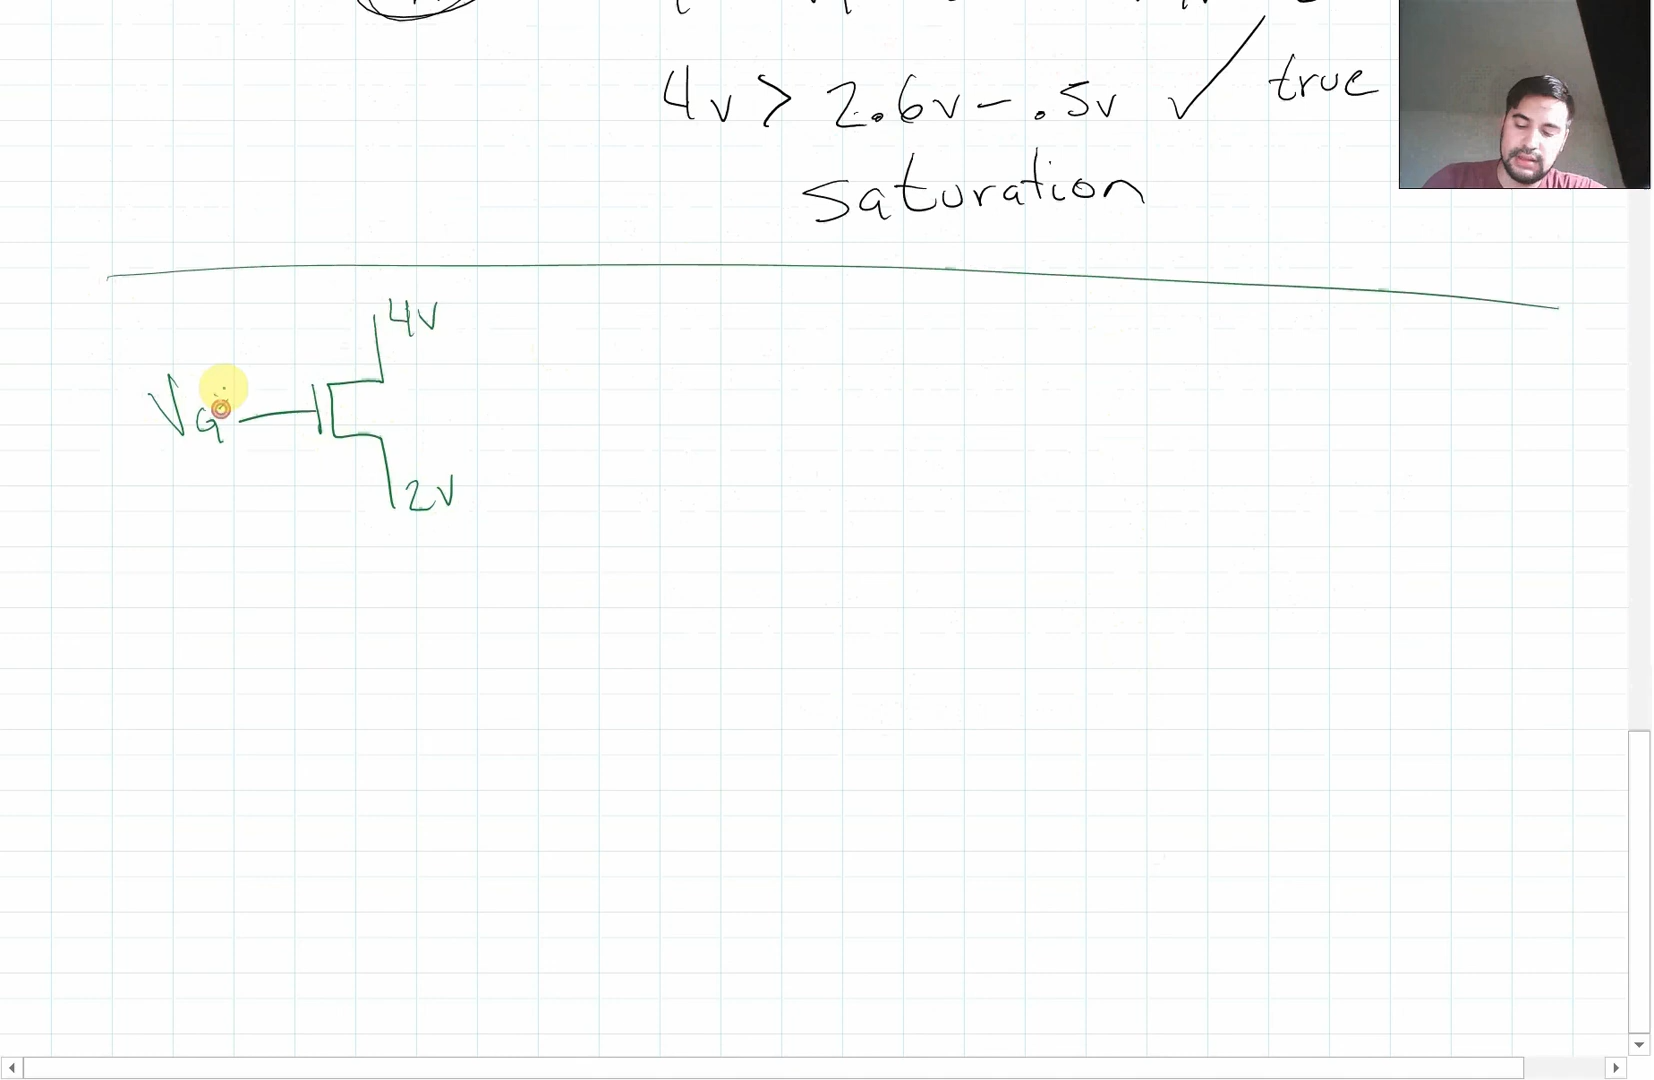 4v > 2.6v - .5v ✓ true
saturation
4v
VG
2v